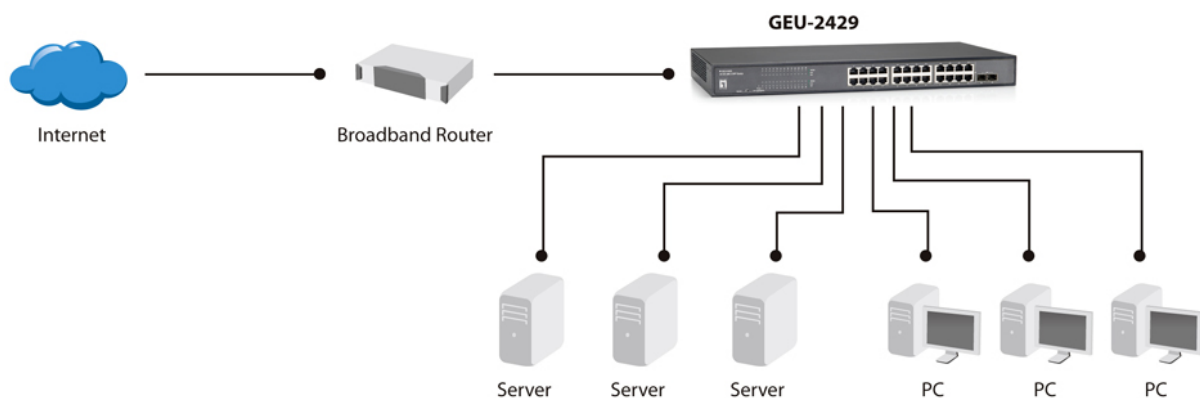 GEU-2429
Internet
Broadband Router
Server
Server
Server
PC
PC
PC